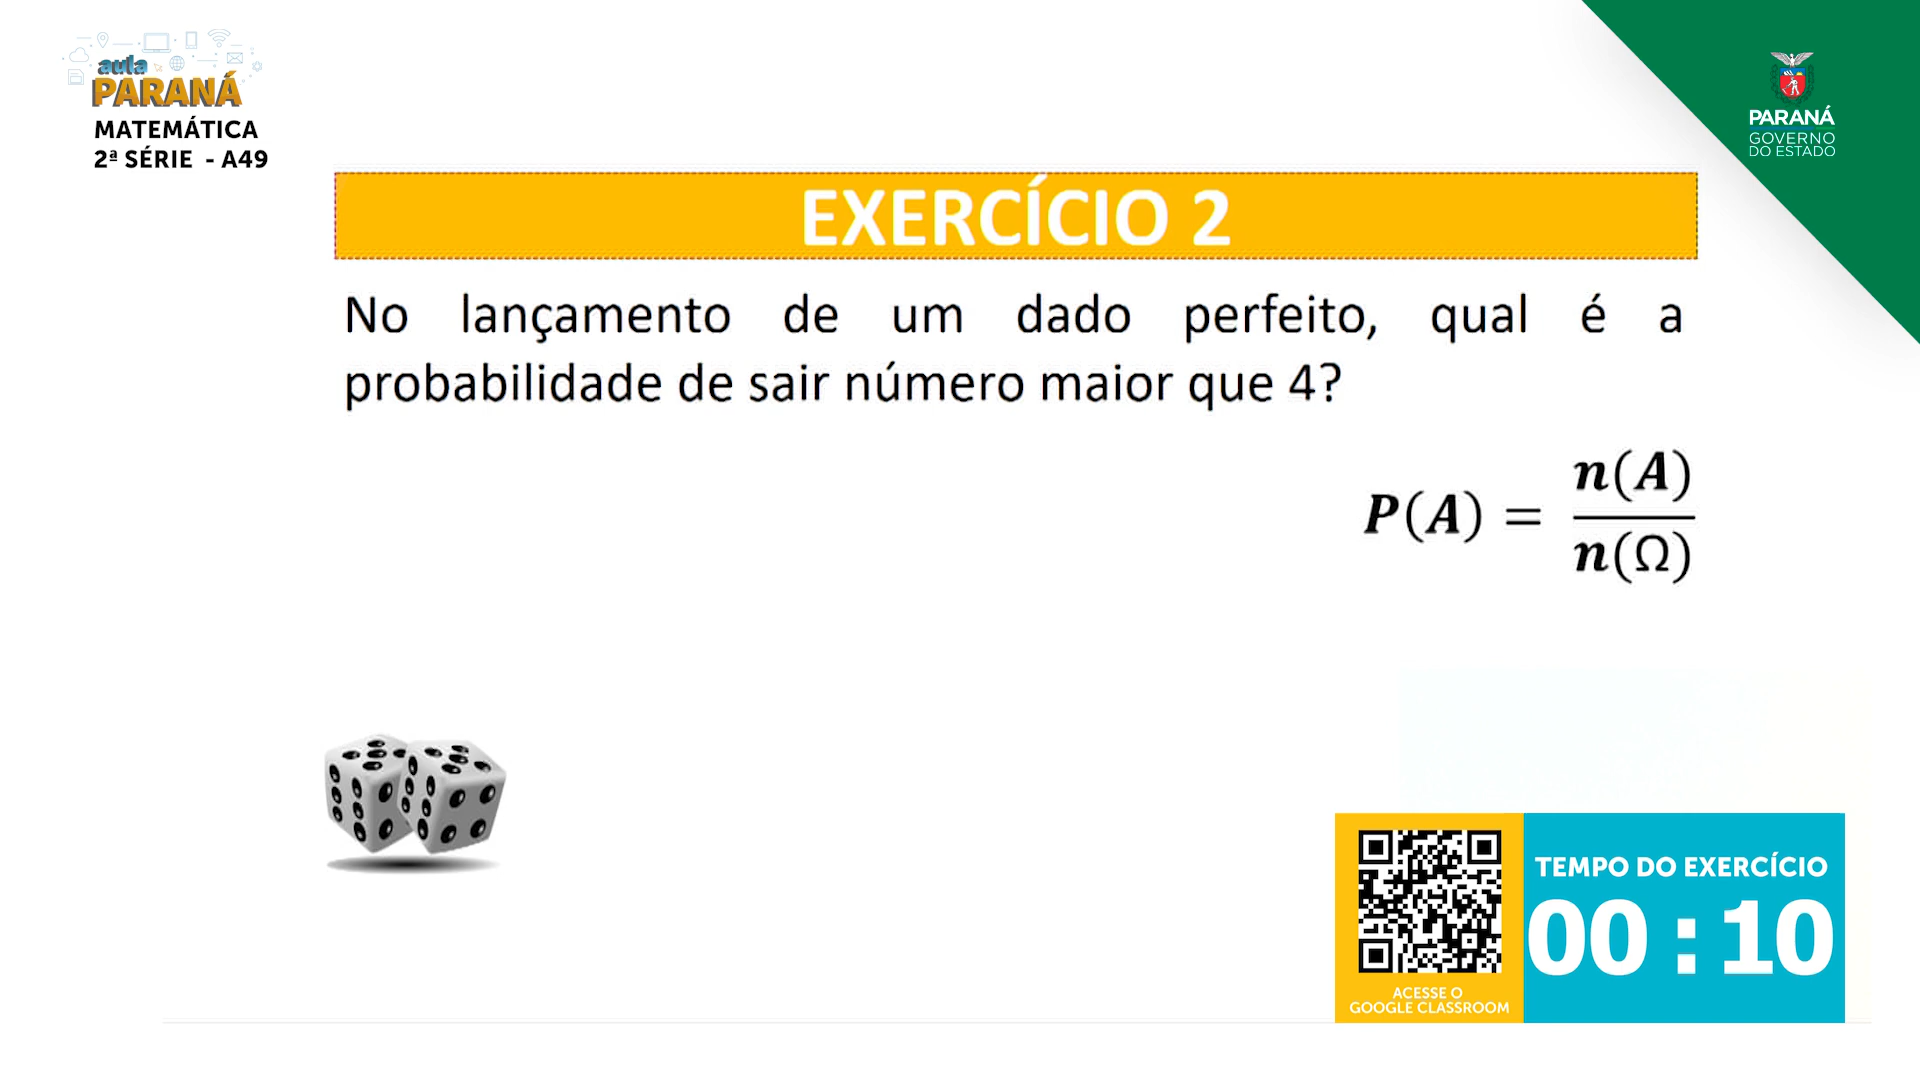 aula
PARANÁ
MATEMÁTICA
2ª SÉRIE - A49
PARANÁ
GOVERNO
DO ESTADO
EXERCÍCIO 2
No lançamento de um dado perfeito, qual é a
probabilidade de sair número maior que 4?
P(A) = n(A) / n(Ω)
TEMPO DO EXERCÍCIO
00 : 10
ACESSE O
GOOGLE CLASSROOM